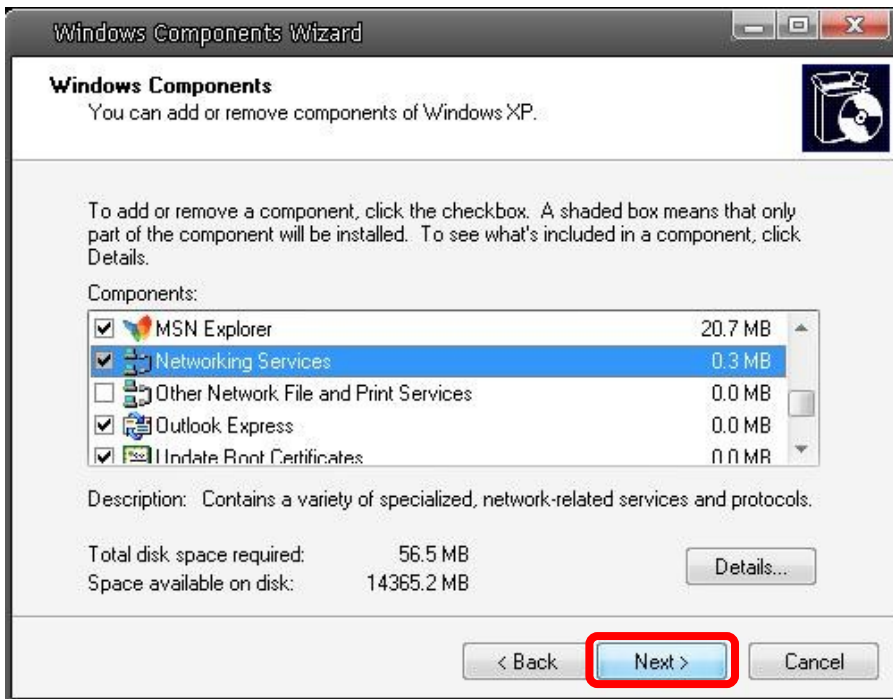 Windows Components Wizard
Windows Components
You can add or remove components of Windows XP.
To add or remove a component, click the checkbox. A shaded box means that only
part of the component will be installed. To see what's included in a component, click
Details.
Components:
MSN Explorer 20.7 MB
Networking Services 0.3 MB
Other Network File and Print Services 0.0 MB
Outlook Express 0.0 MB
Update Root Certificates 0.0 MB
Description: Contains a variety of specialized, network-related services and protocols.
Total disk space required: 56.5 MB
Space available on disk: 14365.2 MB
Details...
< Back Next > Cancel